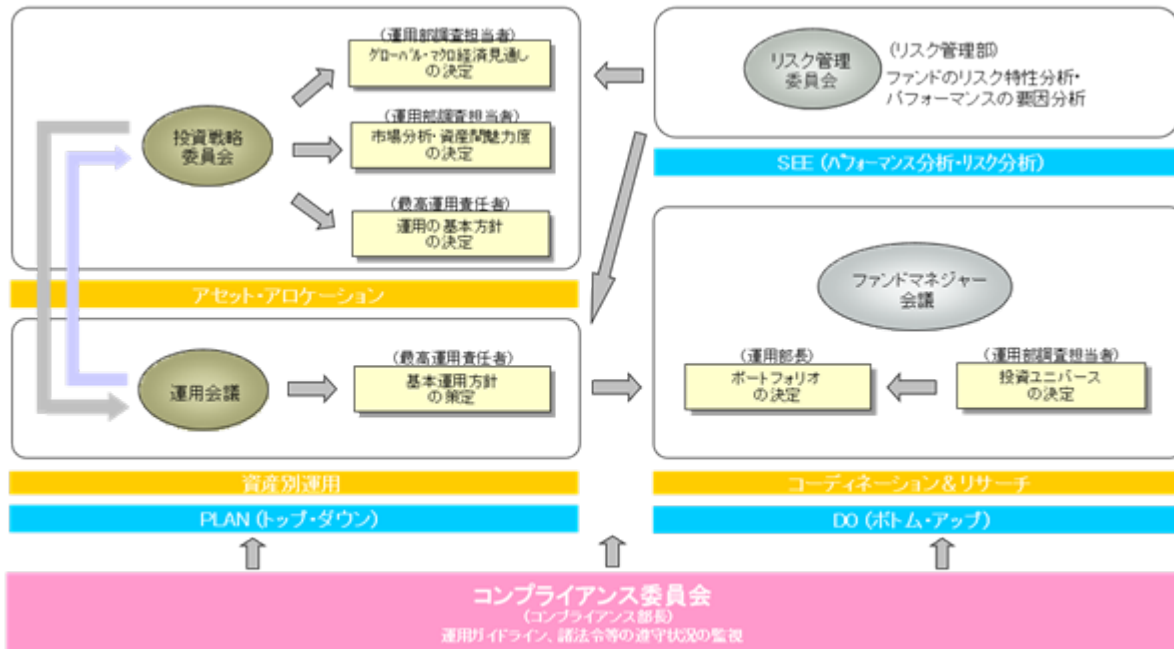 (運用部調査担当者)
グローバル・マクロ経済見通し
の決定
投資戦略
委員会
(運用部調査担当者)
市場分析・資産間魅力度
の決定
(最高運用責任者)
運用の基本方針
の決定
アセット・アロケーション
運用会議
(最高運用責任者)
基本運用方針
の策定
資産別運用
PLAN (トップ・ダウン)
リスク管理
委員会
(リスク管理部)
ファンドのリスク特性分析・
パフォーマンスの要因分析
SEE (パフォーマンス分析・リスク分析)
ファンドマネジャー
会議
(運用部長)
ポートフォリオ
の決定
(運用部調査担当者)
投資ユニバース
の決定
コーディネーション&リサーチ
DO (ボトム・アップ)
コンプライアンス委員会
(コンプライアンス部長)
運用ガイドライン、諸法令等の遵守状況の監視